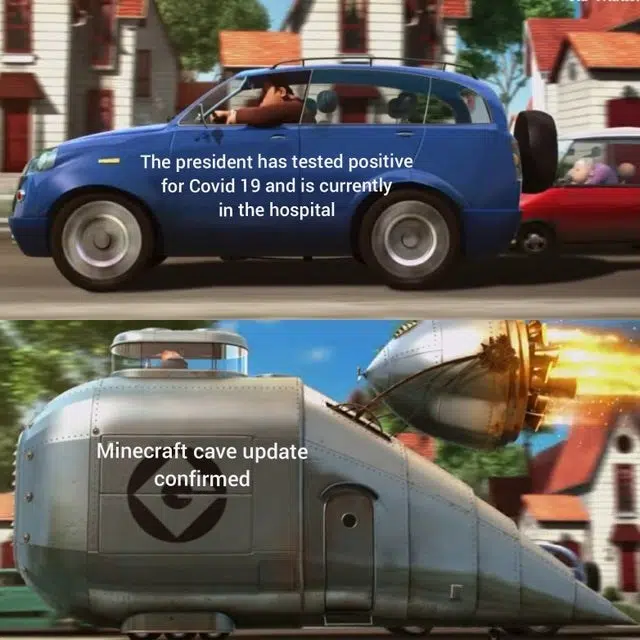 The president has tested positive
for Covid 19 and is currently
in the hospital
Minecraft cave update
confirmed